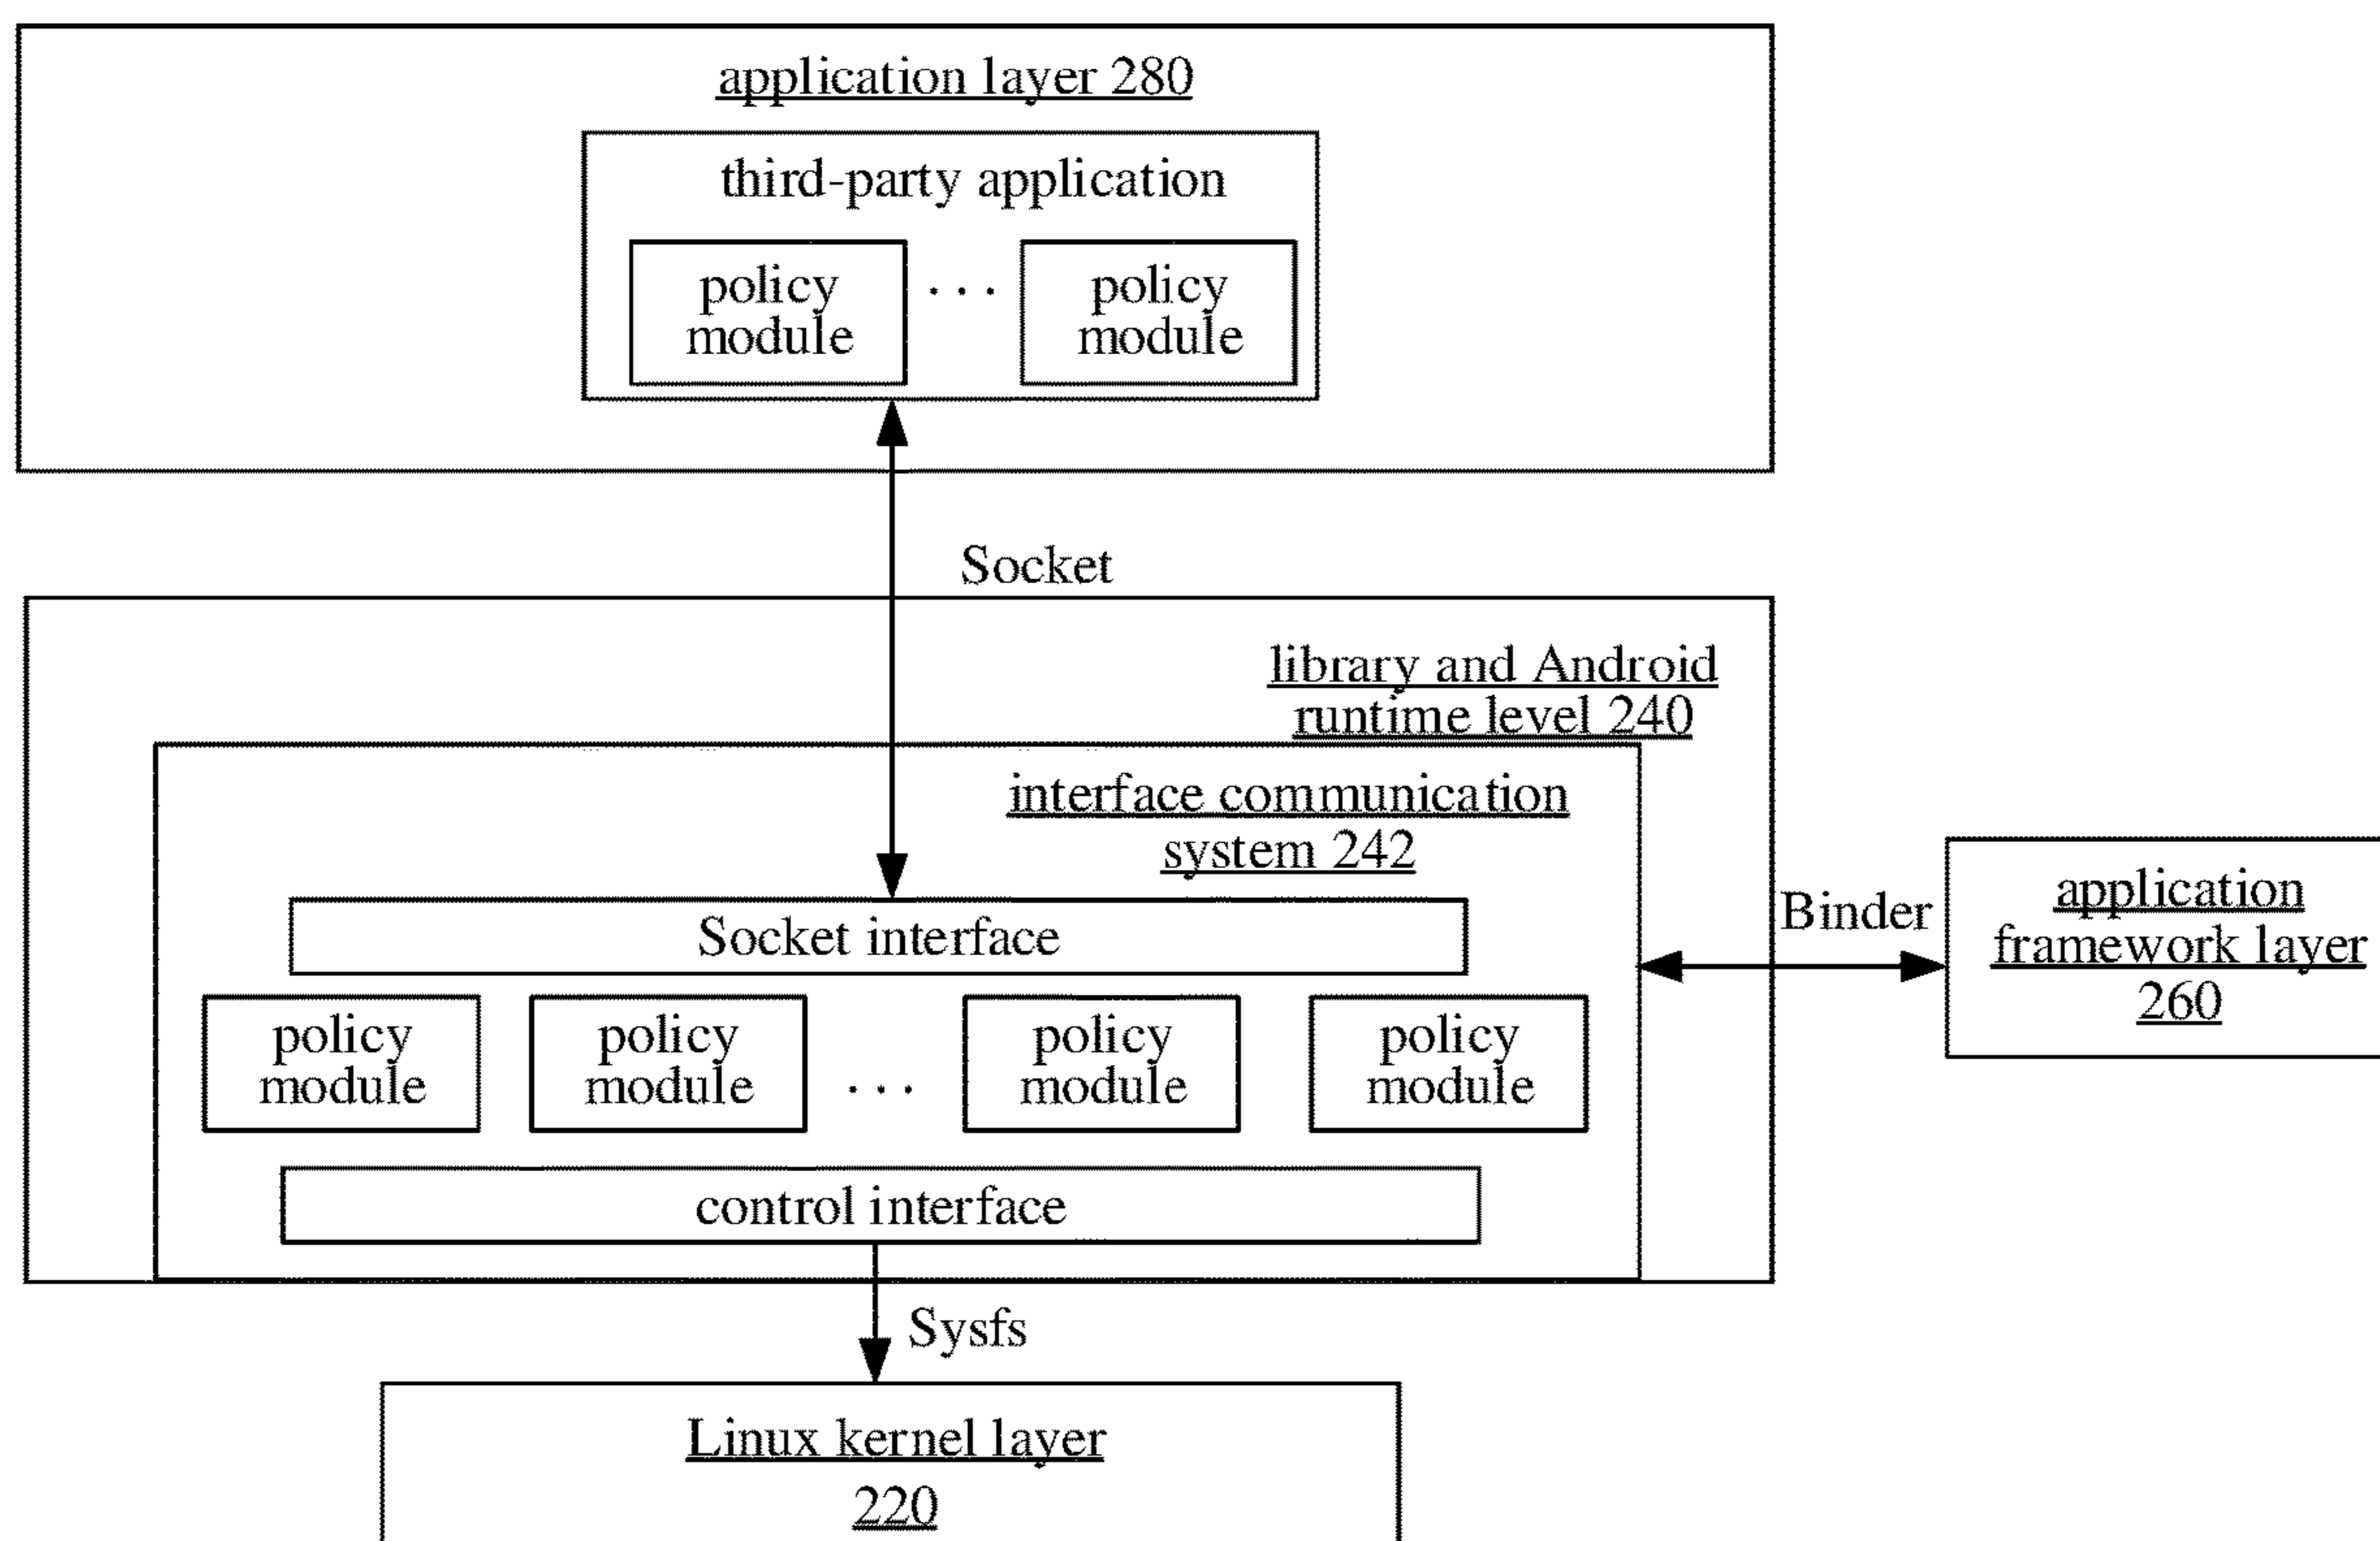 application layer 280
third-party application
policy
module
. . .
policy
module
Socket
library and Android
runtime level 240
interface communication
system 242
Socket interface
Binder
application
framework layer
260
policy
module
policy
module
. . .
policy
module
policy
module
control interface
Sysfs
Linux kernel layer
220